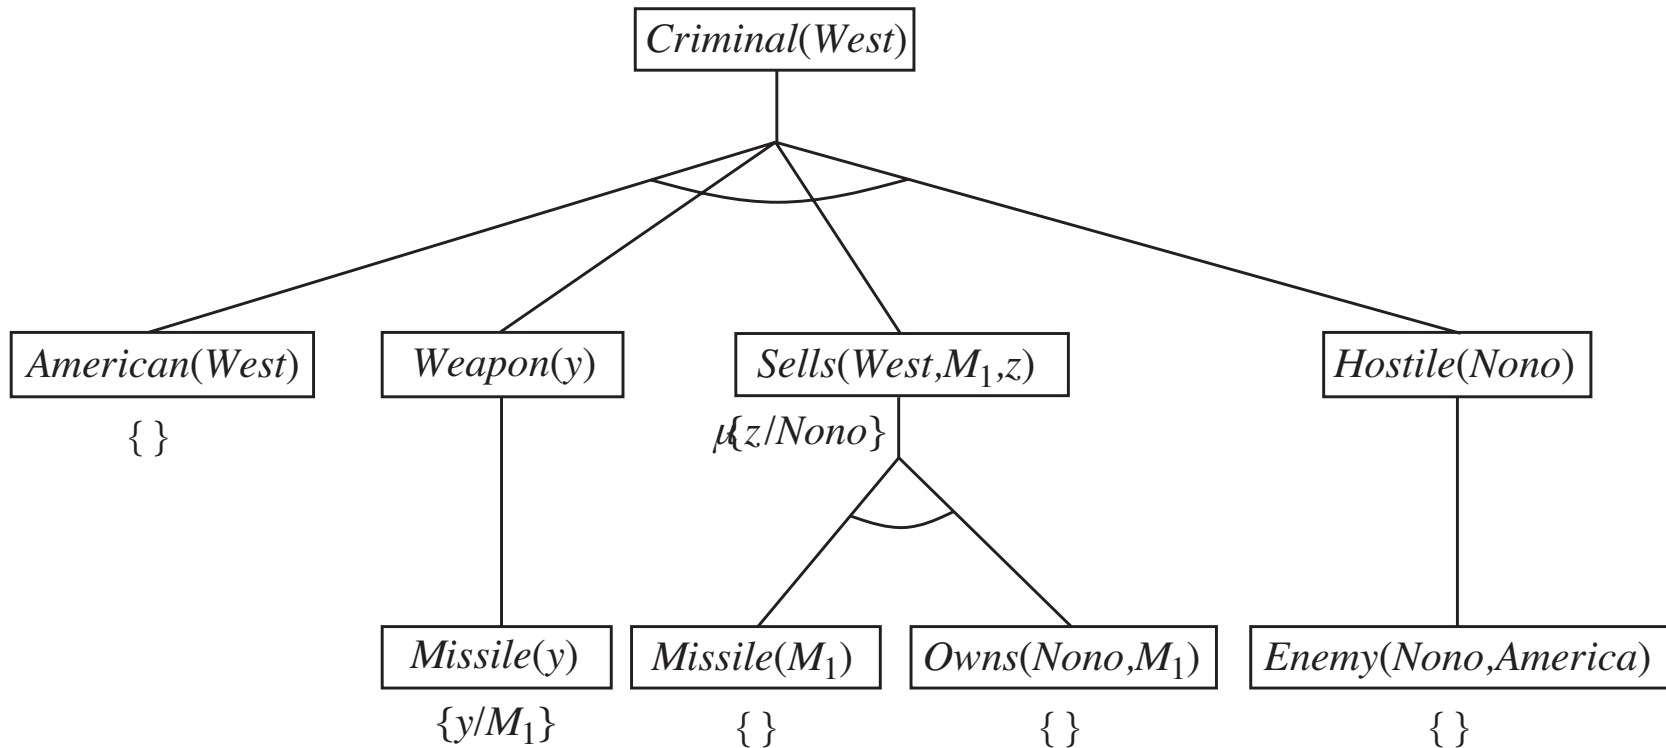 Criminal(West)
American(West)
Weapon(y)
Sells(West,M₁,z)
Hostile(Nono)
{ }
{z/Nono}
Missile(y)
Missile(M₁)
Owns(Nono,M₁)
Enemy(Nono,America)
{y/M₁}
{ }
{ }
{ }